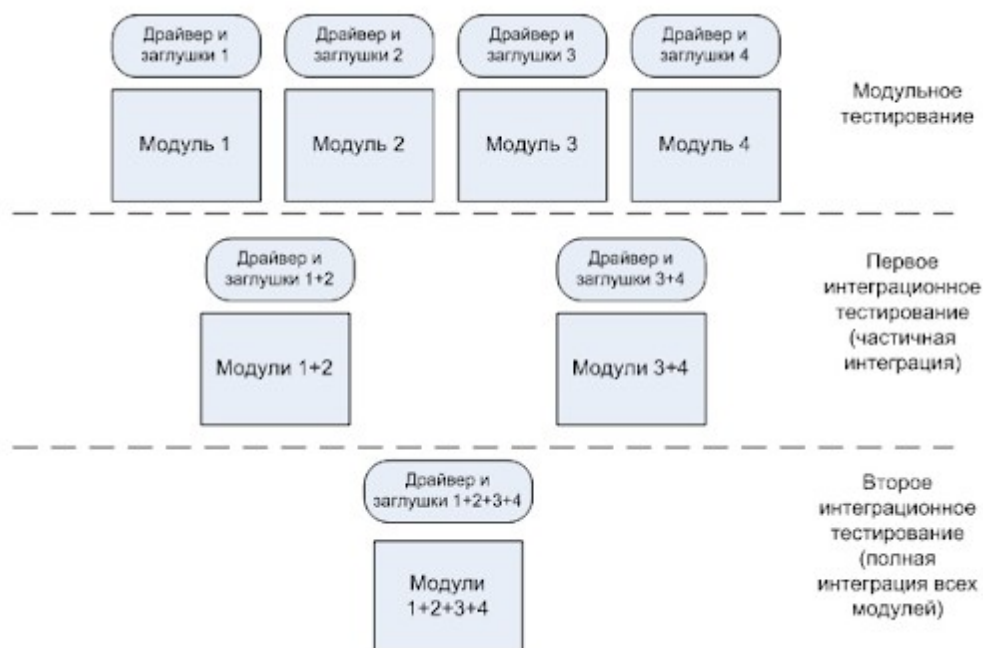 Драйвер и
заглушки 1
Драйвер и
заглушки 2
Драйвер и
заглушки 3
Драйвер и
заглушки 4
Модуль 1
Модуль 2
Модуль 3
Модуль 4
Модульное
тестирование
Драйвер и
заглушки 1+2
Драйвер и
заглушки 3+4
Модули 1+2
Модули 3+4
Первое
интеграционное
тестирование
(частичная
интеграция)
Драйвер и
заглушки 1+2+3+4
Модули
1+2+3+4
Второе
интеграционное
тестирование
(полная
интеграция всех
модулей)